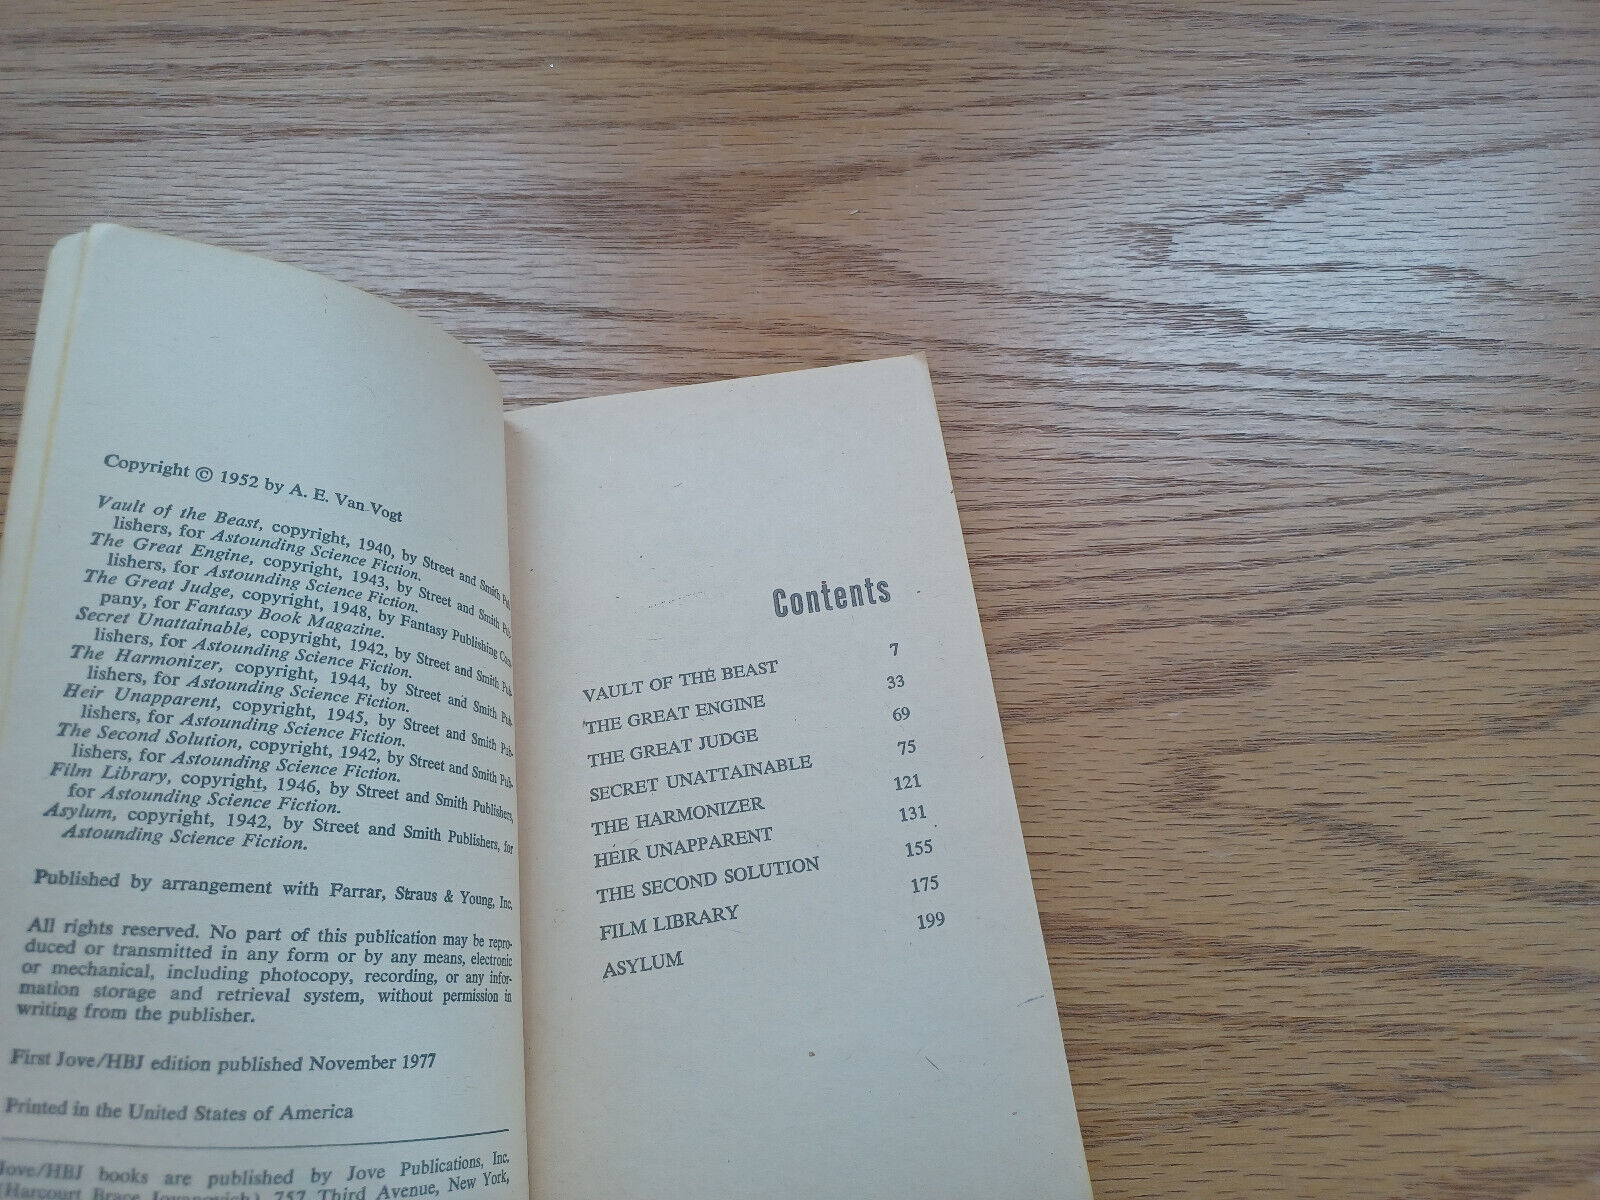 Copyright © 1952 by A. E. Van Vogt
Vault of the Beast, copyright, 1940, by Street and Smith Pub
lishers, for Astounding Science Fiction.
The Great Engine, copyright, 1943, by Street and Smith Pub
lishers, for Astounding Science Fiction.
The Great Judge, copyright, 1948, by Fantasy Publishing Com
pany, for Fantasy Book Magazine.
Secret Unattainable, copyright, 1942, by Street and Smith Pub
lishers, for Astounding Science Fiction.
The Harmonizer, copyright, 1944, by Street and Smith Pub-
lishers, for Astounding Science Fiction.
Heir Unapparent, copyright, 1945, by Street and Smith Pub-
lishers, for Astounding Science Fiction.
The Second Solution, copyright, 1942, by Street and Smith Pub-
lishers, for Astounding Science Fiction.
Film Library, copyright, 1946, by Street and Smith Publishers,
for Astounding Science Fiction.
Asylum, copyright, 1942, by Street and Smith Publishers, for
Astounding Science Fiction.
Published by arrangement with Farrar, Straus & Young, Inc.
All rights reserved. No part of this publication may be repro-
duced or transmitted in any form or by any means, electronic
or mechanical, including photocopy, recording, or any infor-
mation storage and retrieval system, without permission in
writing from the publisher.
First Jove/HBJ edition published November 1977
Printed in the United States of America
Jove/HBJ books are published by Jove Publications, Inc.
(Harcourt Brace Jovanovich) 757 Third Avenue, New York,
Contents
VAULT OF THE BEAST 7
THE GREAT ENGINE 33
THE GREAT JUDGE 69
SECRET UNATTAINABLE 75
THE HARMONIZER 121
HEIR UNAPPARENT 131
THE SECOND SOLUTION 155
FILM LIBRARY 175
ASYLUM 199